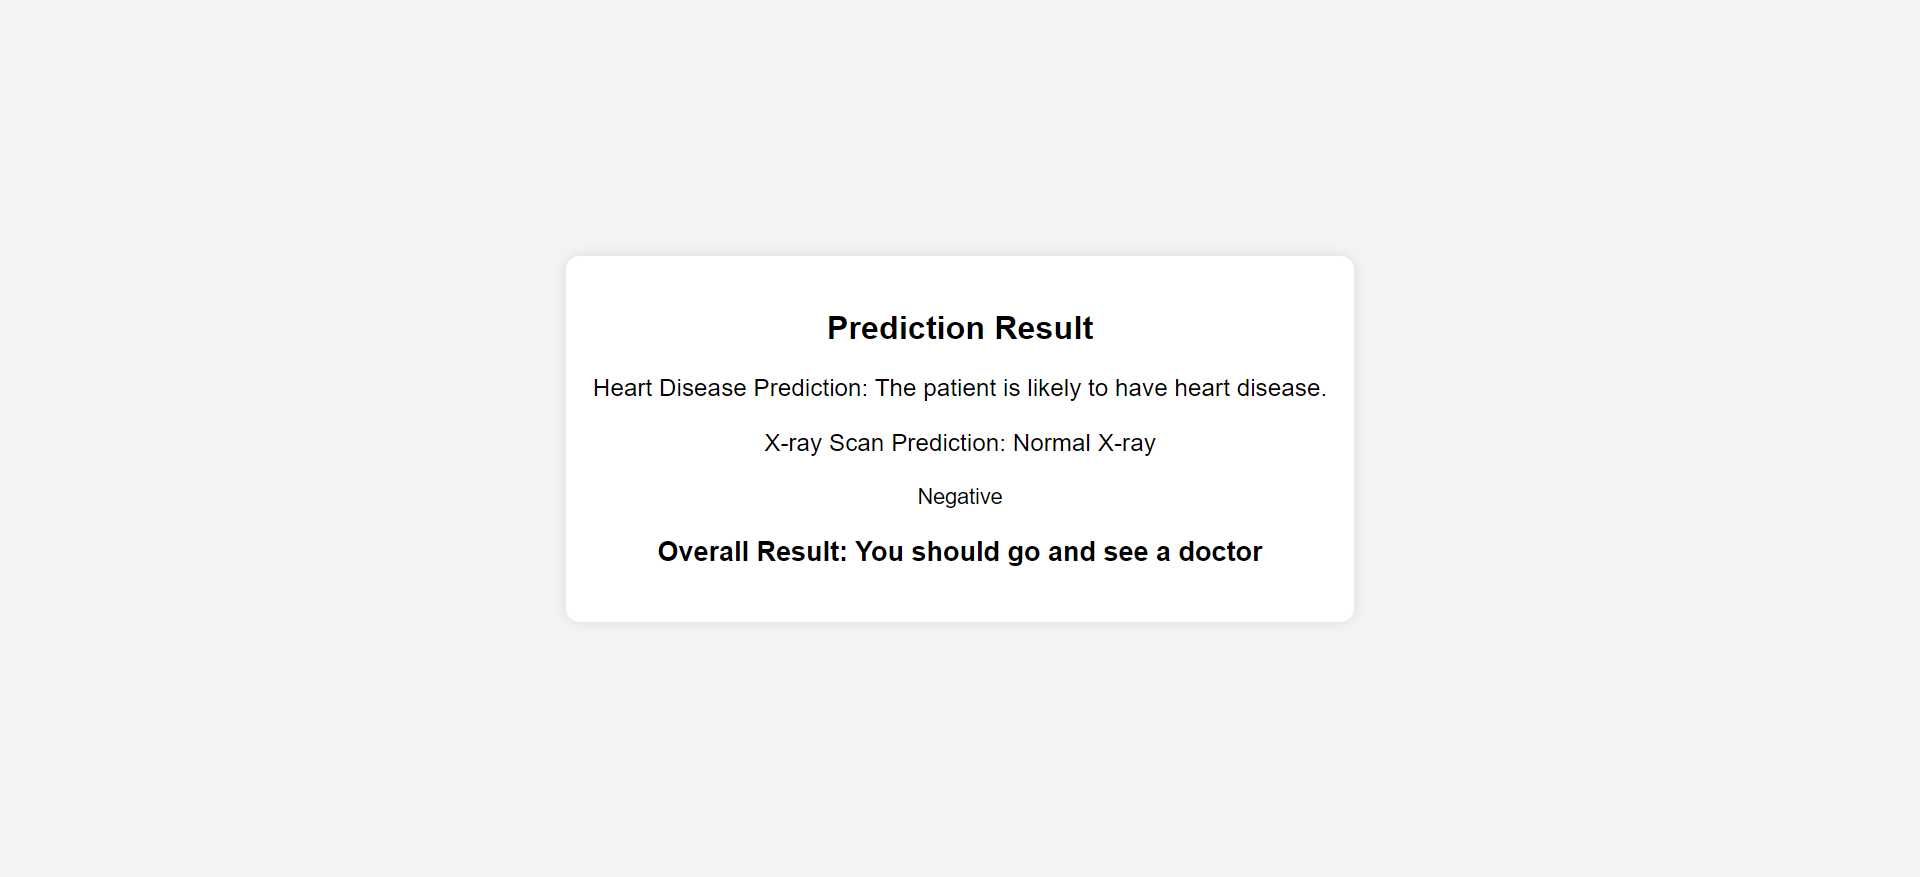 Prediction Result
Heart Disease Prediction: The patient is likely to have heart disease.
X-ray Scan Prediction: Normal X-ray
Negative
Overall Result: You should go and see a doctor